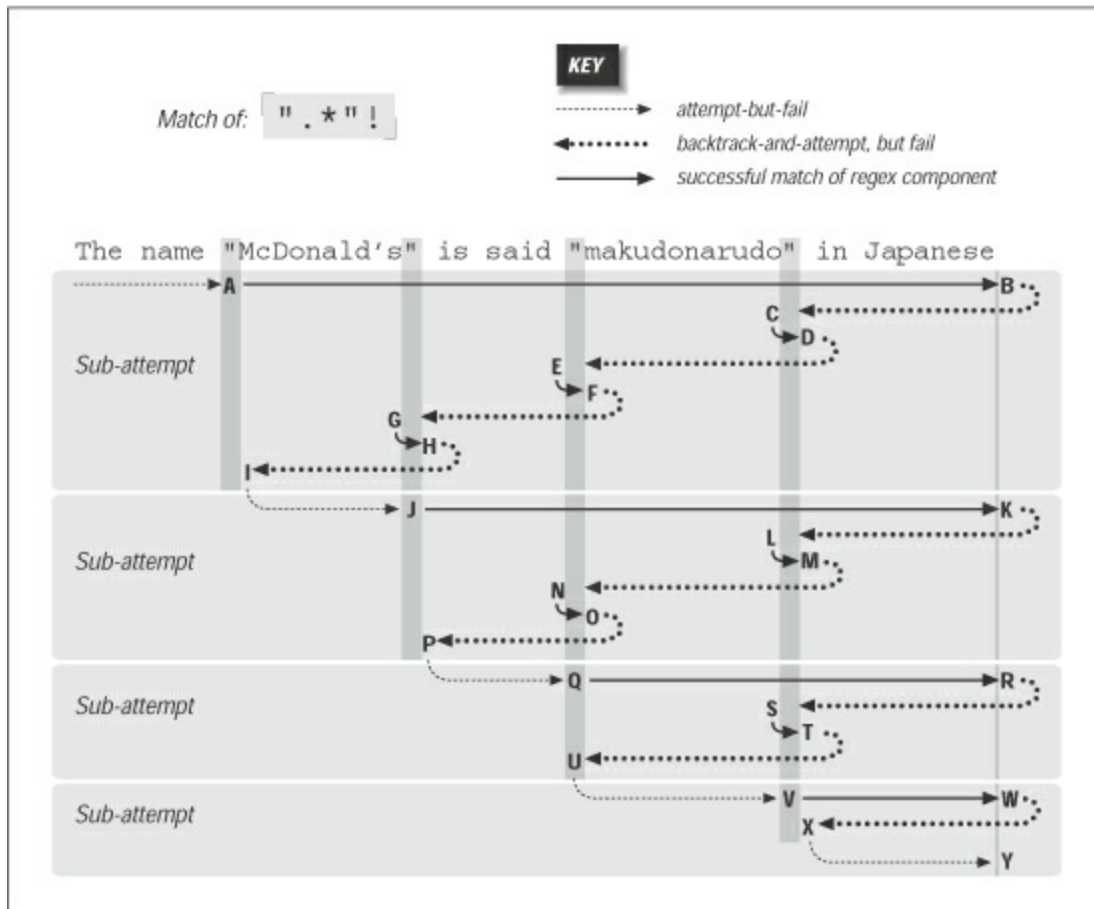 KEY
Match of: ".*"!
attempt-but-fail
backtrack-and-attempt, but fail
successful match of regex component
The name "McDonald's" is said "makudonarudo" in Japanese
A B
C D
Sub-attempt
E F
G H
I
J K
L M
Sub-attempt
N O
P
Q R
Sub-attempt
S T
U
V W
Sub-attempt
X
Y